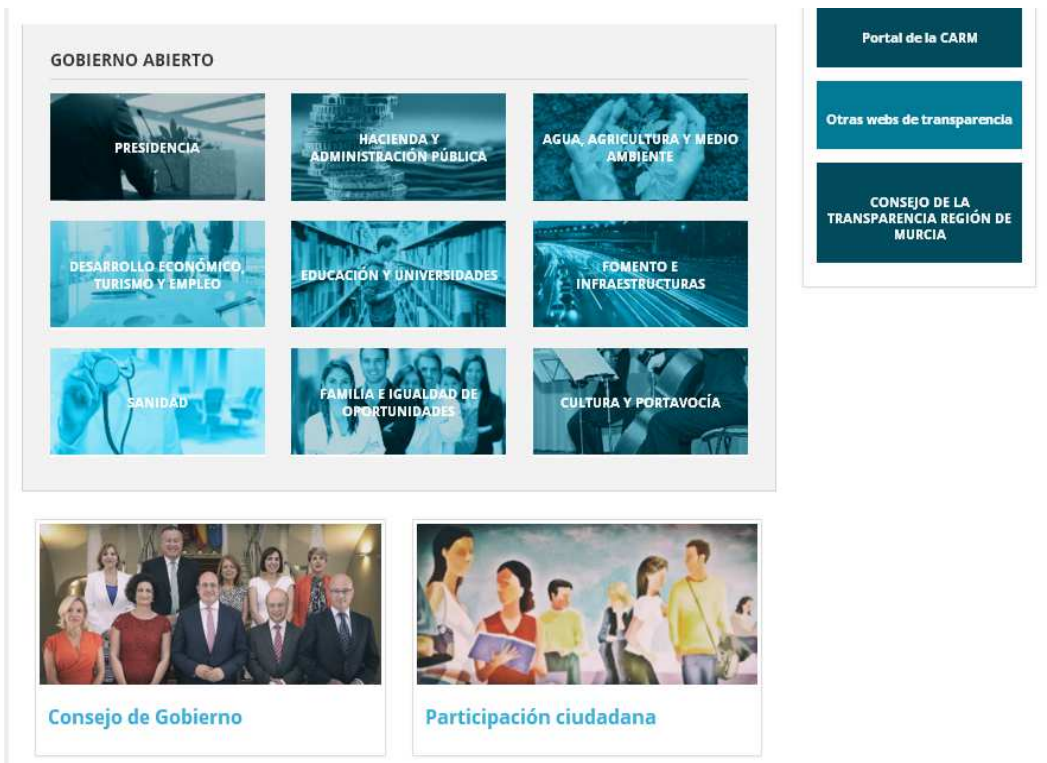 GOBIERNO ABIERTO
PRESIDENCIA
HACIENDA Y
ADMINISTRACIÓN PÚBLICA
AGUA, AGRICULTURA Y MEDIO
AMBIENTE
DESARROLLO ECONÓMICO,
TURISMO Y EMPLEO
EDUCACIÓN Y UNIVERSIDADES
FOMENTO E
INFRAESTRUCTURAS
SANIDAD
FAMILIA E IGUALDAD DE
OPORTUNIDADES
CULTURA Y PORTAVOCÍA
Consejo de Gobierno
Participación ciudadana
Portal de la CARM
Otras webs de transparencia
CONSEJO DE LA
TRANSPARENCIA REGIÓN DE
MURCIA